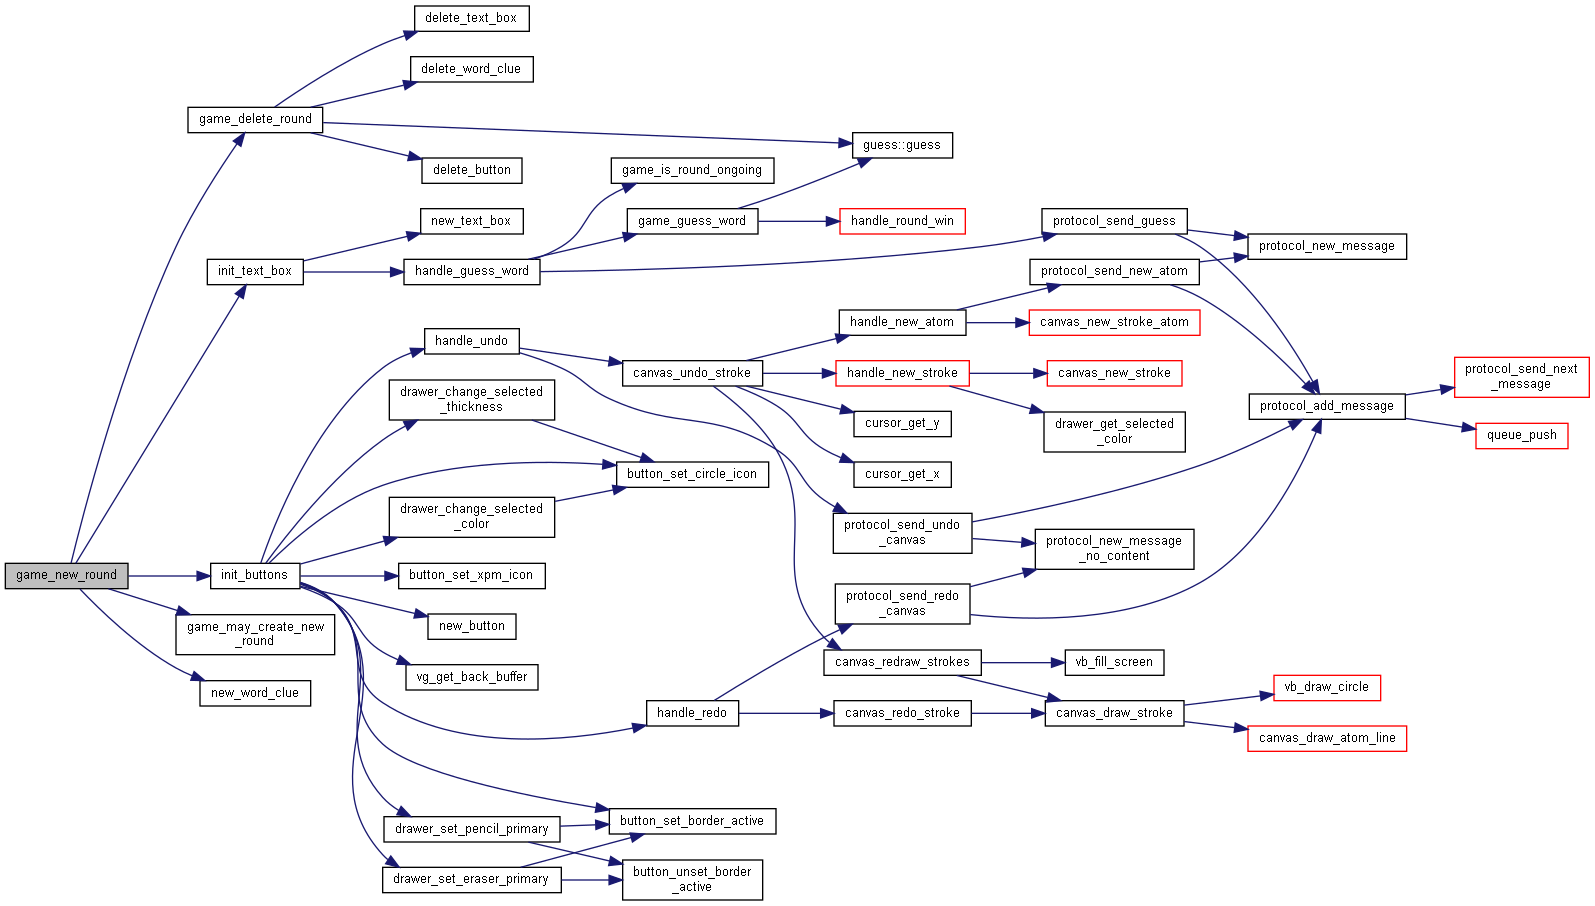 delete_text_box
delete_word_clue
game_delete_round
guess::guess
delete_button
game_is_round_ongoing
new_text_box
game_guess_word
handle_round_win
protocol_send_guess
protocol_new_message
init_text_box
handle_guess_word
protocol_send_new_atom
handle_new_atom
canvas_new_stroke_atom
handle_undo
canvas_undo_stroke
handle_new_stroke
canvas_new_stroke
protocol_send_next
_message
drawer_change_selected
_thickness
protocol_add_message
cursor_get_y
drawer_get_selected
_color
queue_push
button_set_circle_icon
cursor_get_x
drawer_change_selected
_color
protocol_send_undo
_canvas
protocol_new_message
_no_content
game_new_round
init_buttons
button_set_xpm_icon
protocol_send_redo
_canvas
game_may_create_new
_round
new_button
canvas_redraw_strokes
vb_fill_screen
vg_get_back_buffer
new_word_clue
vb_draw_circle
handle_redo
canvas_redo_stroke
canvas_draw_stroke
canvas_draw_atom_line
button_set_border_active
drawer_set_pencil_primary
drawer_set_eraser_primary
button_unset_border
_active